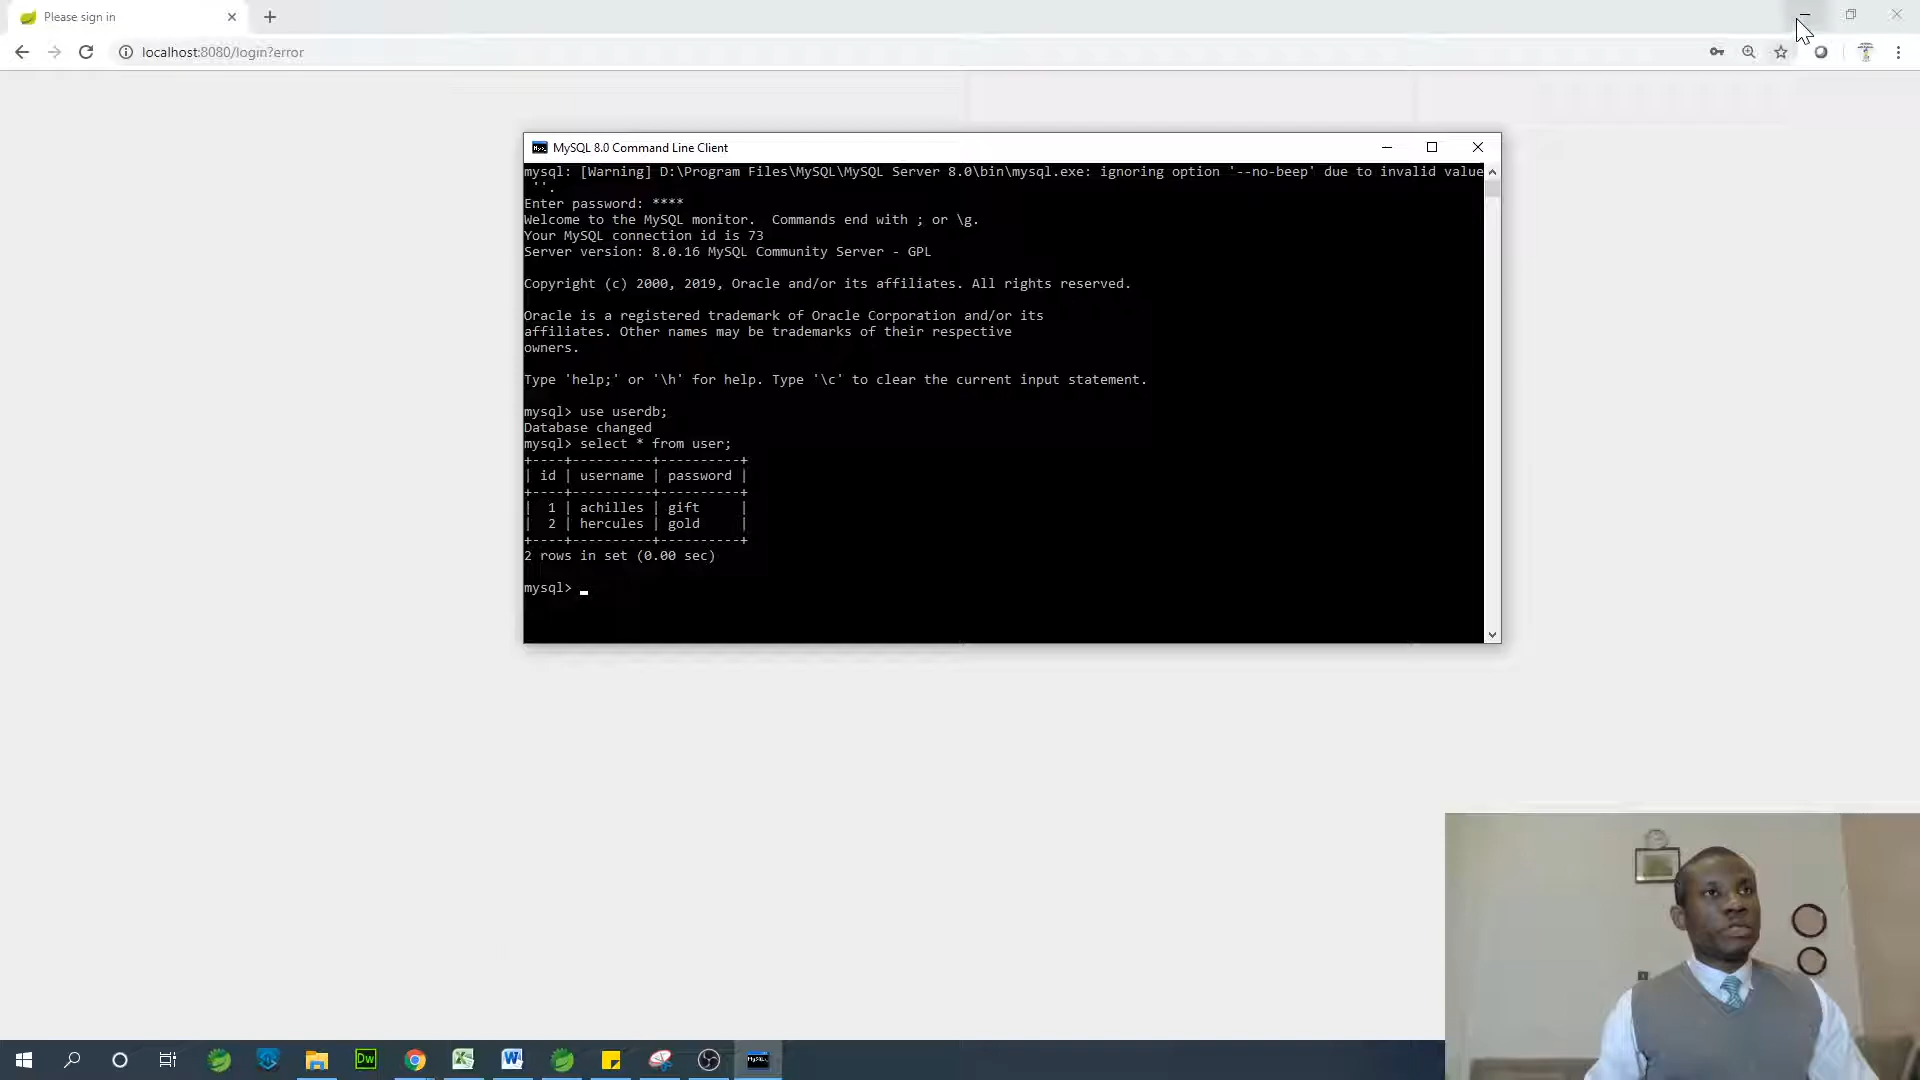 Please sign in
localhost:8080/login?error
MySQL 8.0 Command Line Client
mysql: [Warning] D:\Program Files\MySQL\MySQL Server 8.0\bin\mysql.exe: ignoring option '--no-beep' due to invalid value
''.
Enter password: ****
Welcome to the MySQL monitor.  Commands end with ; or \g.
Your MySQL connection id is 73
Server version: 8.0.16 MySQL Community Server - GPL
Copyright (c) 2000, 2019, Oracle and/or its affiliates. All rights reserved.
Oracle is a registered trademark of Oracle Corporation and/or its
affiliates. Other names may be trademarks of their respective
owners.
Type 'help;' or '\h' for help. Type '\c' to clear the current input statement.
mysql> use userdb;
Database changed
mysql> select * from user;
+----+----------+----------+
| id | username | password |
+----+----------+----------+
|  1 | achilles | gift     |
|  2 | hercules | gold     |
+----+----------+----------+
2 rows in set (0.00 sec)
mysql> _
Dw